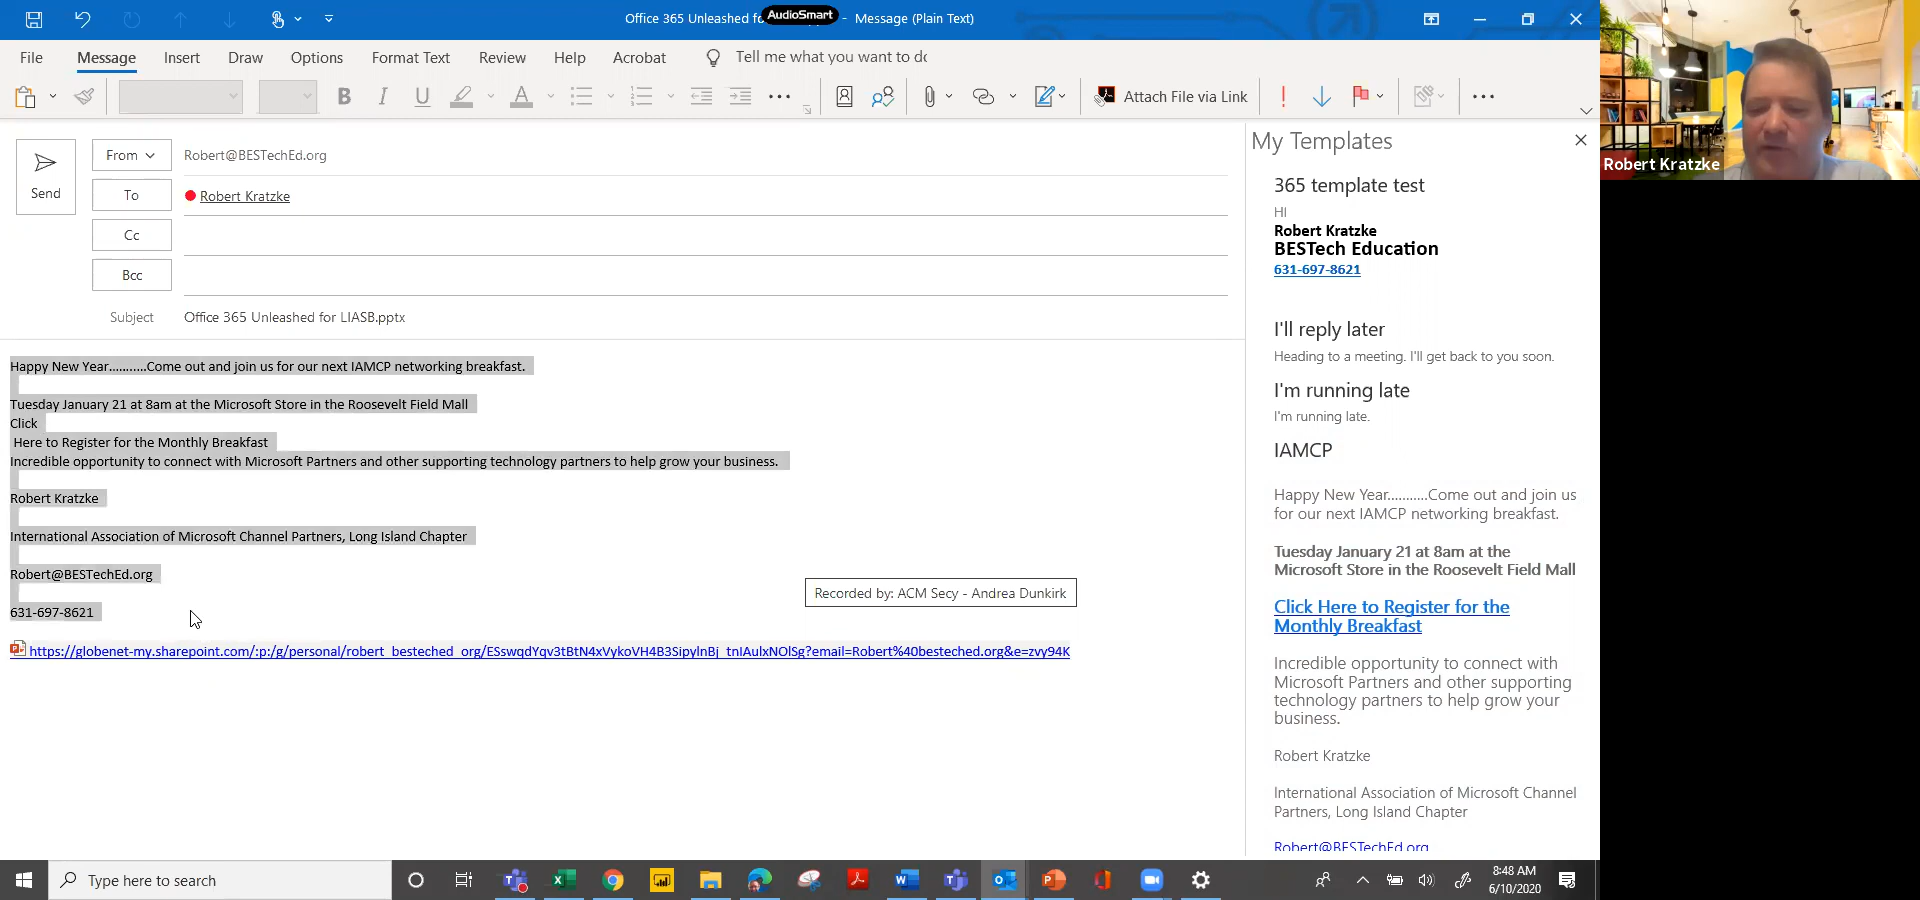 Office 365 Unleashed fo
AudioSmart
- Message (Plain Text)
File Message Insert Draw Options Format Text Review Help Acrobat Tell me what you want to do
B I U A Attach File via Link
Send
From Robert@BESTechEd.org
To Robert Kratzke
Cc
Bcc
Subject Office 365 Unleashed for LIASB.pptx
Happy New Year...........Come out and join us for our next IAMCP networking breakfast.
Tuesday January 21 at 8am at the Microsoft Store in the Roosevelt Field Mall
Click
Here to Register for the Monthly Breakfast
Incredible opportunity to connect with Microsoft Partners and other supporting technology partners to help grow your business.
Robert Kratzke
International Association of Microsoft Channel Partners, Long Island Chapter
Robert@BESTechEd.org
631-697-8621
Recorded by: ACM Secy - Andrea Dunkirk
My Templates
365 template test
HI
Robert Kratzke
BESTech Education
631-697-8621
I'll reply later
Heading to a meeting. I'll get back to you soon.
I'm running late
I'm running late.
IAMCP
Happy New Year...........Come out and join us
for our next IAMCP networking breakfast.
Tuesday January 21 at 8am at the
Microsoft Store in the Roosevelt Field Mall
Click Here to Register for the
Monthly Breakfast
Incredible opportunity to connect with
Microsoft Partners and other supporting
technology partners to help grow your
business.
Robert Kratzke
International Association of Microsoft Channel
Partners, Long Island Chapter
Robert@BESTechEd.org
Robert Kratzke
Type here to search
8:48 AM
6/10/2020